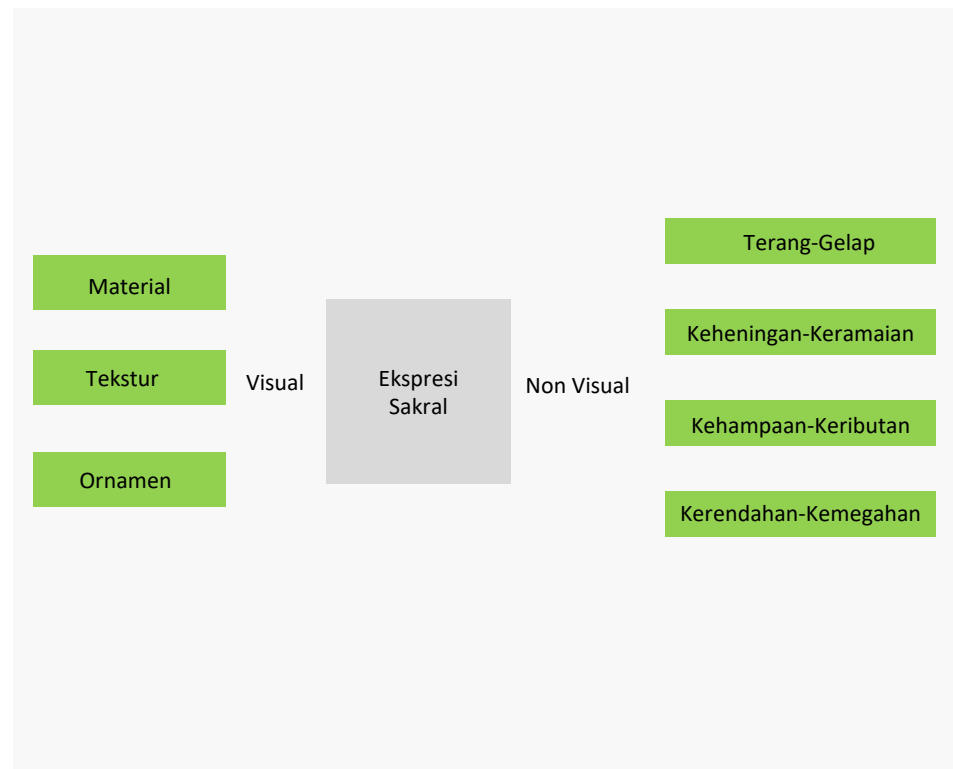 Material
Tekstur
Ornamen
Visual
Ekspresi
Sakral
Non Visual
Terang-Gelap
Keheningan-Keramaian
Kehampaan-Keributan
Kerendahan-Kemegahan